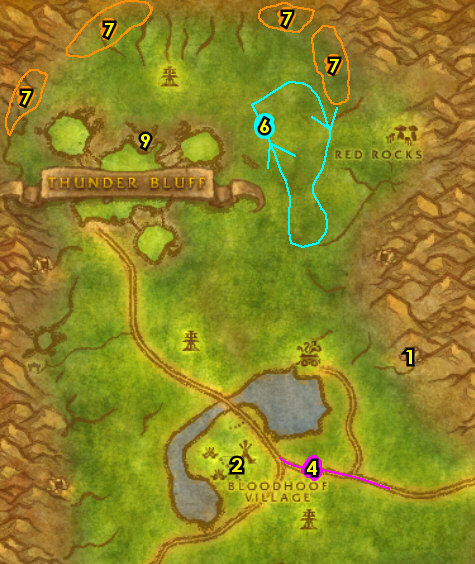 7
7
7
7
6
9
RED ROCKS
THUNDER BLUFF
1
2
4
BLOODHOOF
VILLAGE